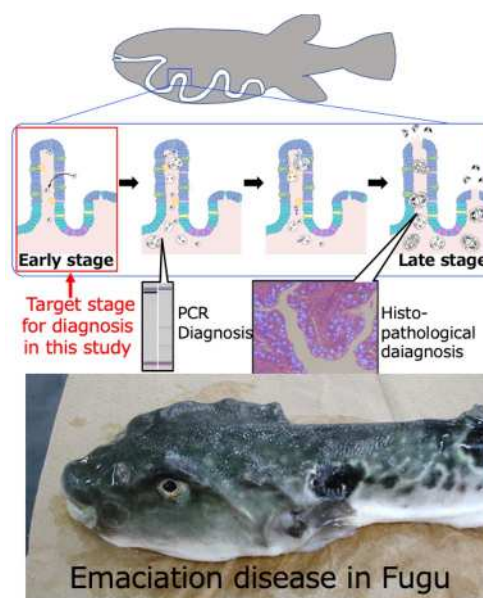 Early stage
Late stage
Target stage
for diagnosis
in this study
PCR
Diagnosis
Histo-
pathological
daiagnosis
Emaciation disease in Fugu